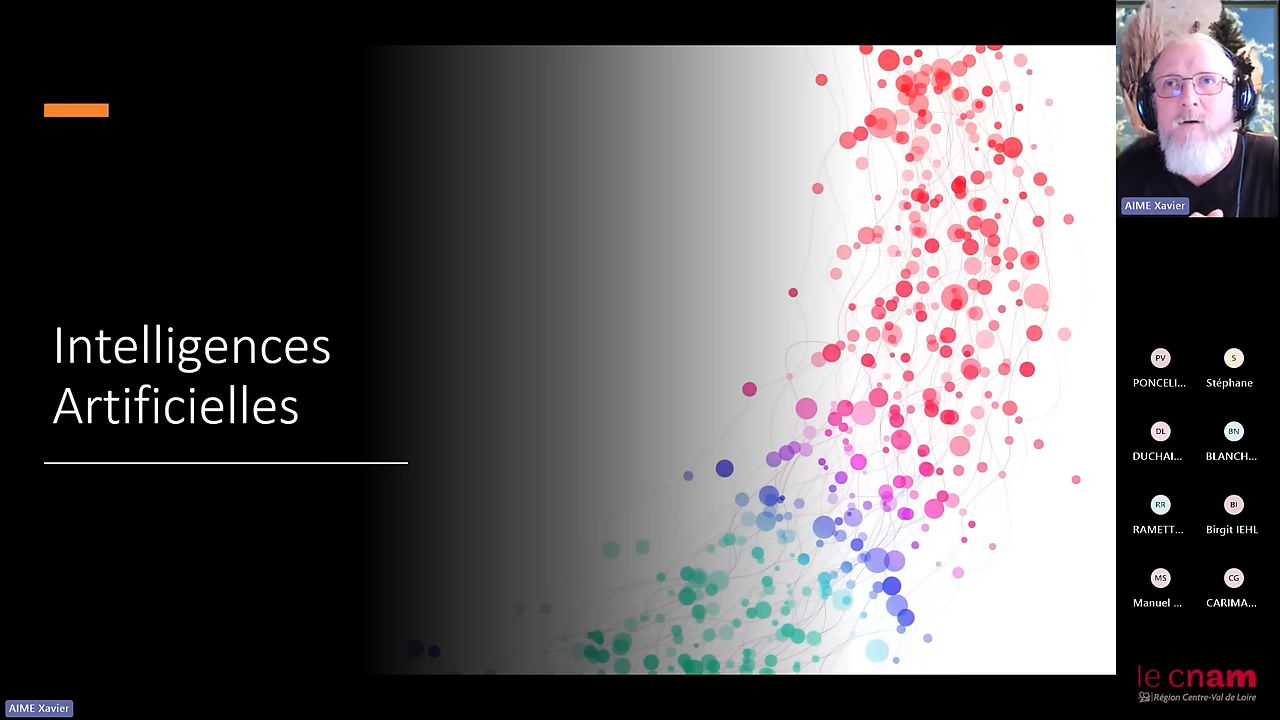 Intelligences
Artificielles
AIME Xavier
PV
S
PONCELI...
Stéphane
DL
BN
DUCHAI...
BLANCH...
RR
BI
RAMETT...
Birgit IEHL
MS
CG
Manuel ...
CARIMA...
le cnam
Région Centre-Val de Loire
AIME Xavier